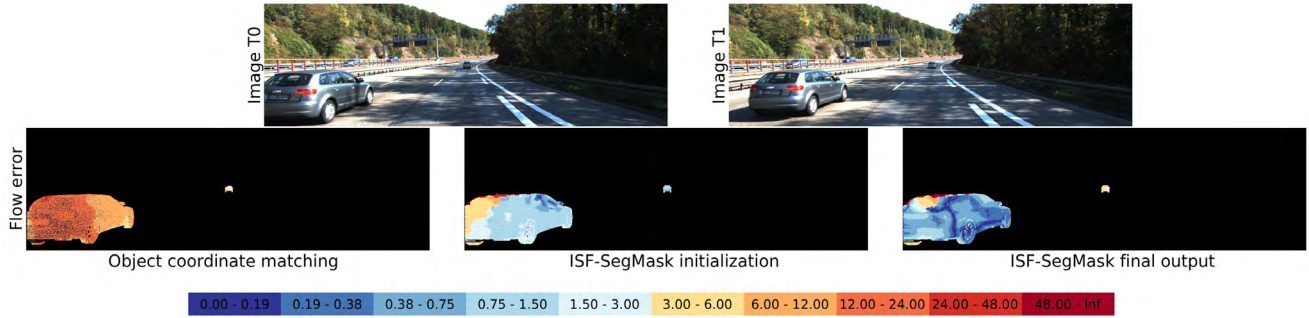 Image T0
Image T1
Flow error
Object coordinate matching
ISF-SegMask initialization
ISF-SegMask final output
0.00 - 0.19 0.19 - 0.38 0.38 - 0.75 0.75 - 1.50 1.50 - 3.00 3.00 - 6.00 6.00 - 12.00 12.00 - 24.00 24.00 - 48.00 48.00 - Inf